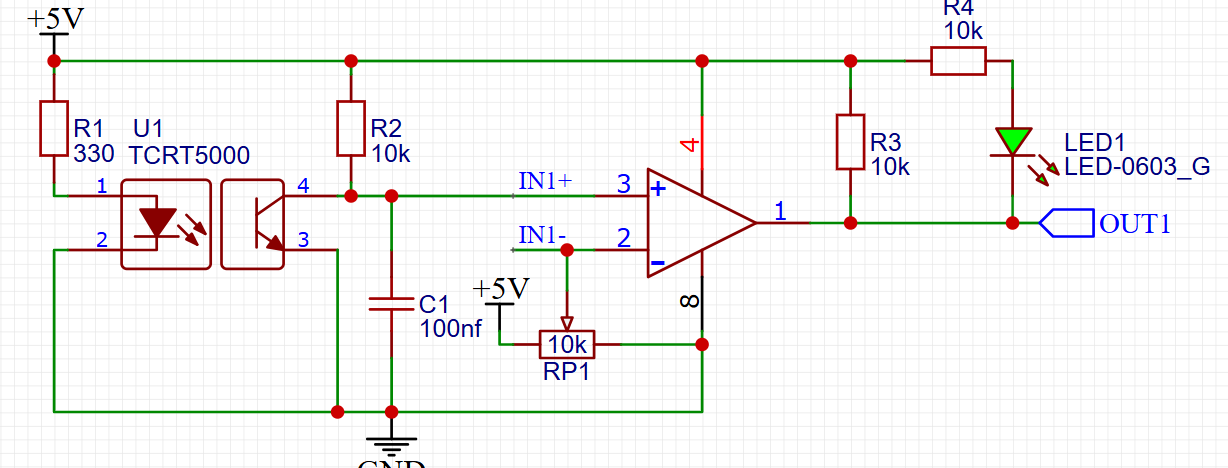 +5V
R4
10k
R1
330
U1
TCRT5000
R2
10k
4
R3
10k
LED1
LED-0603_G
1
4
IN1+
3
+
2
3
IN1-
2
-
1
OUT1
+5V
8
C1
100nf
10k
RP1
GND